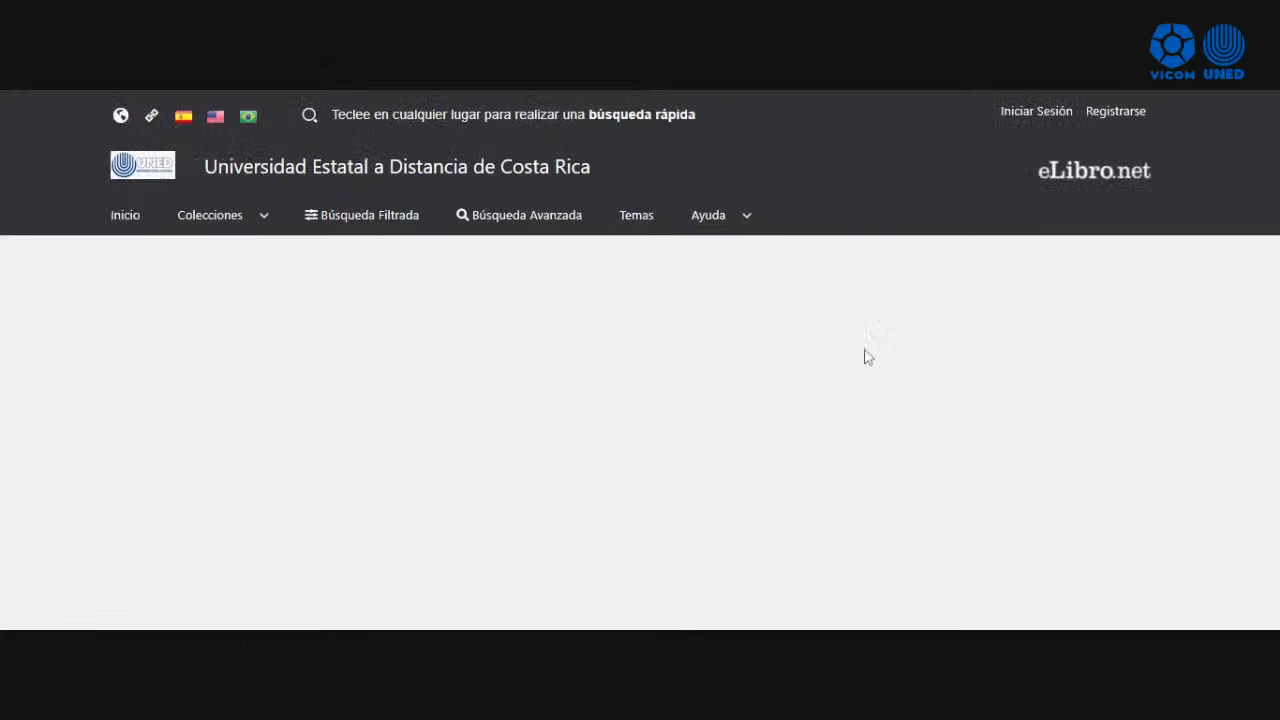 VICOM UNED
Teclee en cualquier lugar para realizar una búsqueda rápida
Iniciar Sesión Registrarse
UNED
Universidad Estatal a Distancia de Costa Rica
eLibro.net
Inicio Colecciones Búsqueda Filtrada Búsqueda Avanzada Temas Ayuda